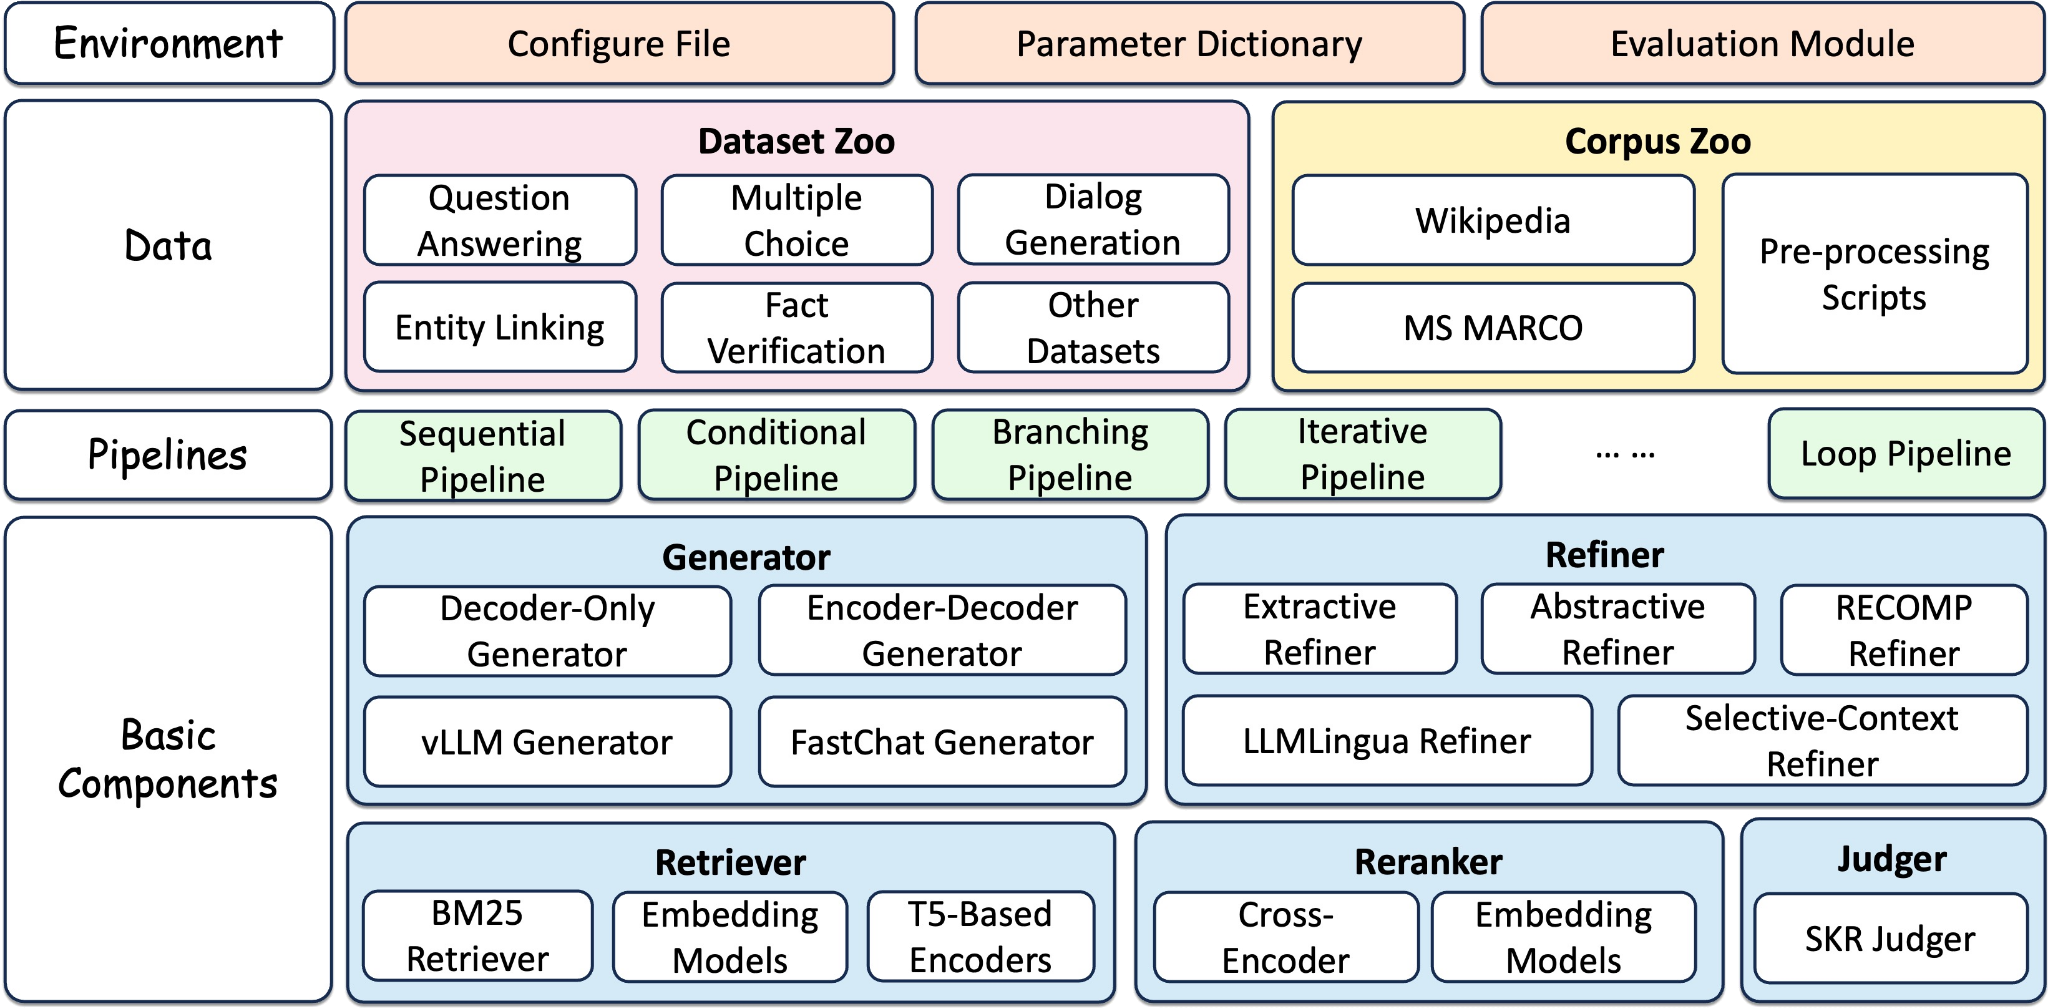 Environment
Configure File
Parameter Dictionary
Evaluation Module
Data
Dataset Zoo
Question
Answering
Multiple
Choice
Dialog
Generation
Entity Linking
Fact
Verification
Other
Datasets
Corpus Zoo
Wikipedia
MS MARCO
Pre-processing
Scripts
Pipelines
Sequential
Pipeline
Conditional
Pipeline
Branching
Pipeline
Iterative
Pipeline
... ...
Loop Pipeline
Basic
Components
Generator
Decoder-Only
Generator
Encoder-Decoder
Generator
vLLM Generator
FastChat Generator
Refiner
Extractive
Refiner
Abstractive
Refiner
RECOMP
Refiner
LLMLingua Refiner
Selective-Context
Refiner
Retriever
BM25
Retriever
Embedding
Models
T5-Based
Encoders
Reranker
Cross-
Encoder
Embedding
Models
Judger
SKR Judger